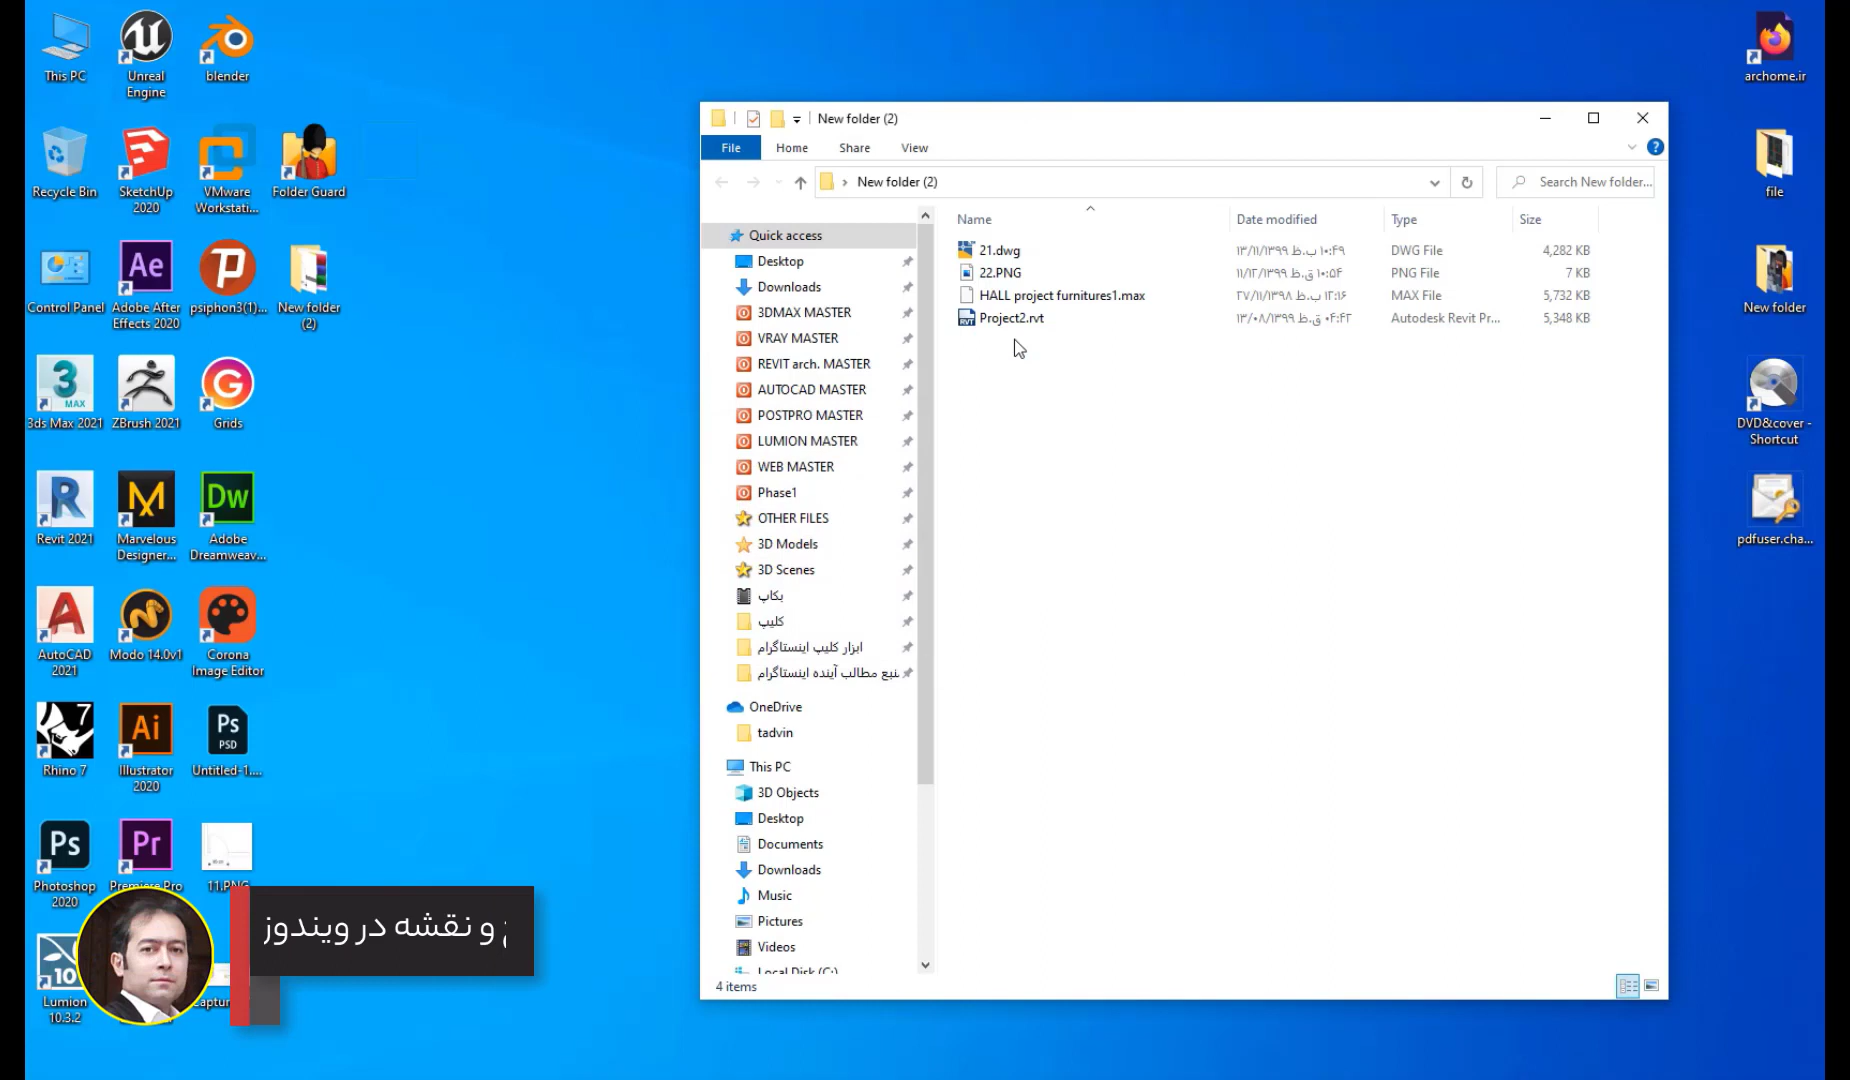 This PC
Unreal
Engine
blender
Recycle Bin
SketchUp
2020
VMware
Workstati...
Folder Guard
Control Panel
Adobe After
Effects 2020
psiphon3(1)...
New folder
(2)
3
MAX
3ds Max 2021
ZBrush 2021
Grids
Revit 2021
Marvelous
Designer...
Adobe
Dreamweav...
AutoCAD
2021
Modo 14.0v1
Corona
Image Editor
7
Rhino 7
Illustrator
2020
Ps
PSD
Untitled-1....
Photoshop
2020
Premiere Pro
11.PNG
10
Lumion
10.3.2
و نقشه در ویندوز
New folder (2)
File
Home
Share
View
New folder (2)
Search New folder...
Name
Date modified
Type
Size
21.dwg
۱۳/۱۱/۱۳۹۹ ۱۰:۴۹ ب.ظ
DWG File
4,282 KB
22.PNG
۱۱/۱۲/۱۳۹۹ ۱۰:۵۴ ق.ظ
PNG File
7 KB
HALL project furnitures1.max
۲۷/۱۱/۱۳۹۸ ۱۲:۱۶ ب.ظ
MAX File
5,732 KB
Project2.rvt
۱۳/۰۸/۱۳۹۹ ۰۴:۴۲ ق.ظ
Autodesk Revit Pr...
5,348 KB
Quick access
Desktop
Downloads
3DMAX MASTER
VRAY MASTER
REVIT arch. MASTER
AUTOCAD MASTER
POSTPRO MASTER
LUMION MASTER
WEB MASTER
Phase1
OTHER FILES
3D Models
3D Scenes
بکاپ
کلیپ
ابزار کلیپ اینستاگرام
مطالب آینده اینستاگرام
OneDrive
tadvin
This PC
3D Objects
Desktop
Documents
Downloads
Music
Pictures
Videos
Local Disk (C:)
4 items
archome.ir
file
New folder
DVD&cover -
Shortcut
pdfuser.cha...